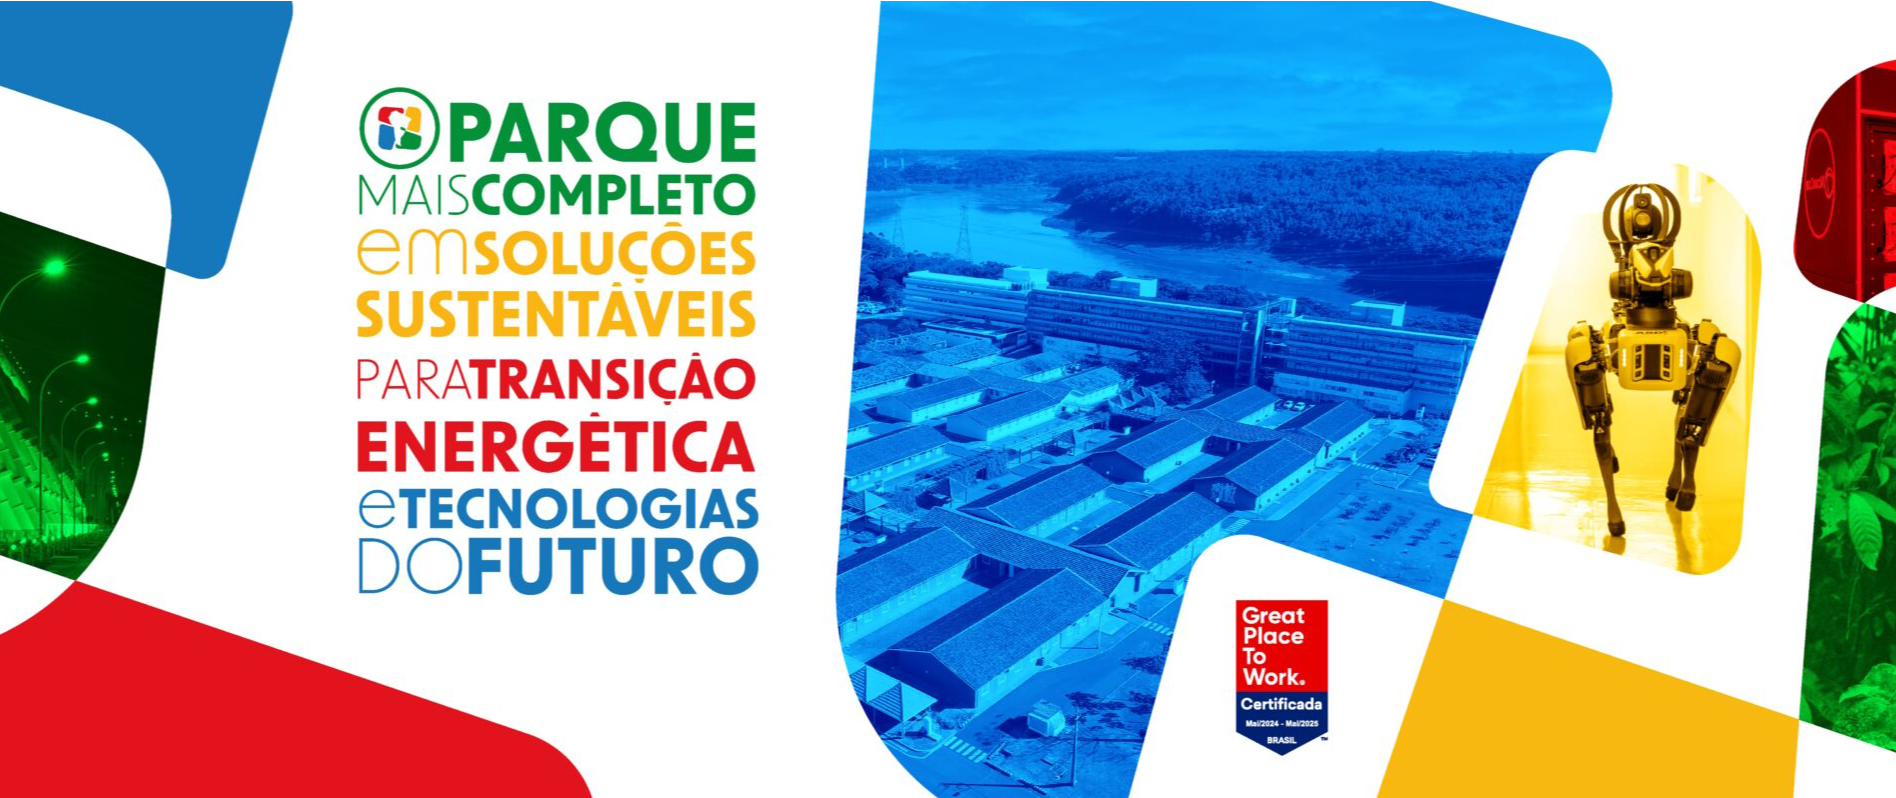 O PARQUE
MAIS COMPLETO
em SOLUÇÕES
SUSTENTÁVEIS
PARA TRANSIÇÃO
ENERGÉTICA
e TECNOLOGIAS
DO FUTURO
Great
Place
To
Work.
Certificada
Mai/2024 - Mai/2025
BRASIL
TM